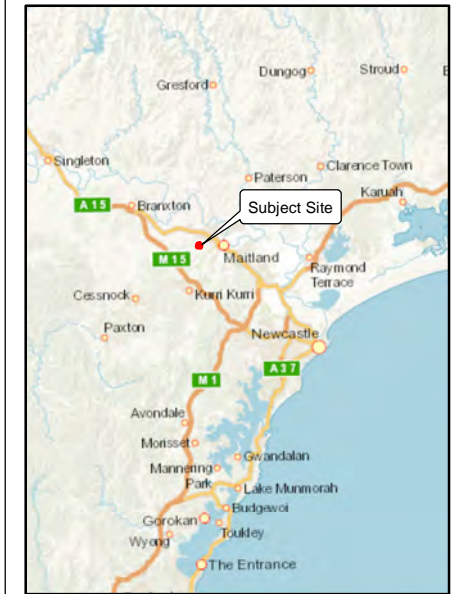 Dungog
Stroud
E
Gresford
Singleton
Clarence Town
Paterson
Karuah
A 15
Branxton
Subject Site
M 15
Maitland
Raymond
Terrace
Cessnock
Kurri Kurri
Paxton
Newcastle
A 37
M 1
Avondale
Morisset
Gwandalan
Mannering
Park
Lake Munmorah
Budgewoi
Gorokan
Toukley
Wyong
The Entrance